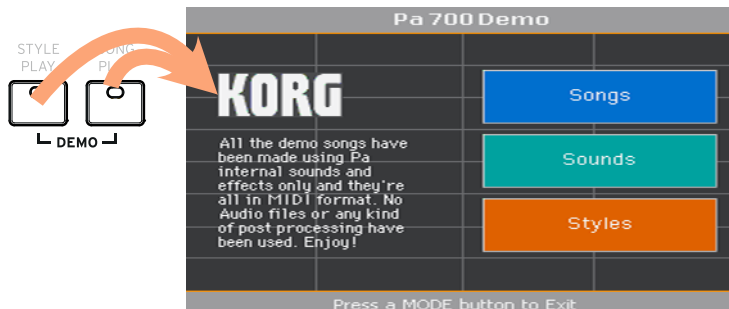 Pa 700 Demo
STYLE
PLAY
DEMO
KORG
All the demo songs have
been made using Pa
internal sounds and
effects only and they're
all in MIDI format. No
Audio files or any kind
of post processing have
been used. Enjoy!
Songs
Sounds
Styles
Press a MODE button to Exit